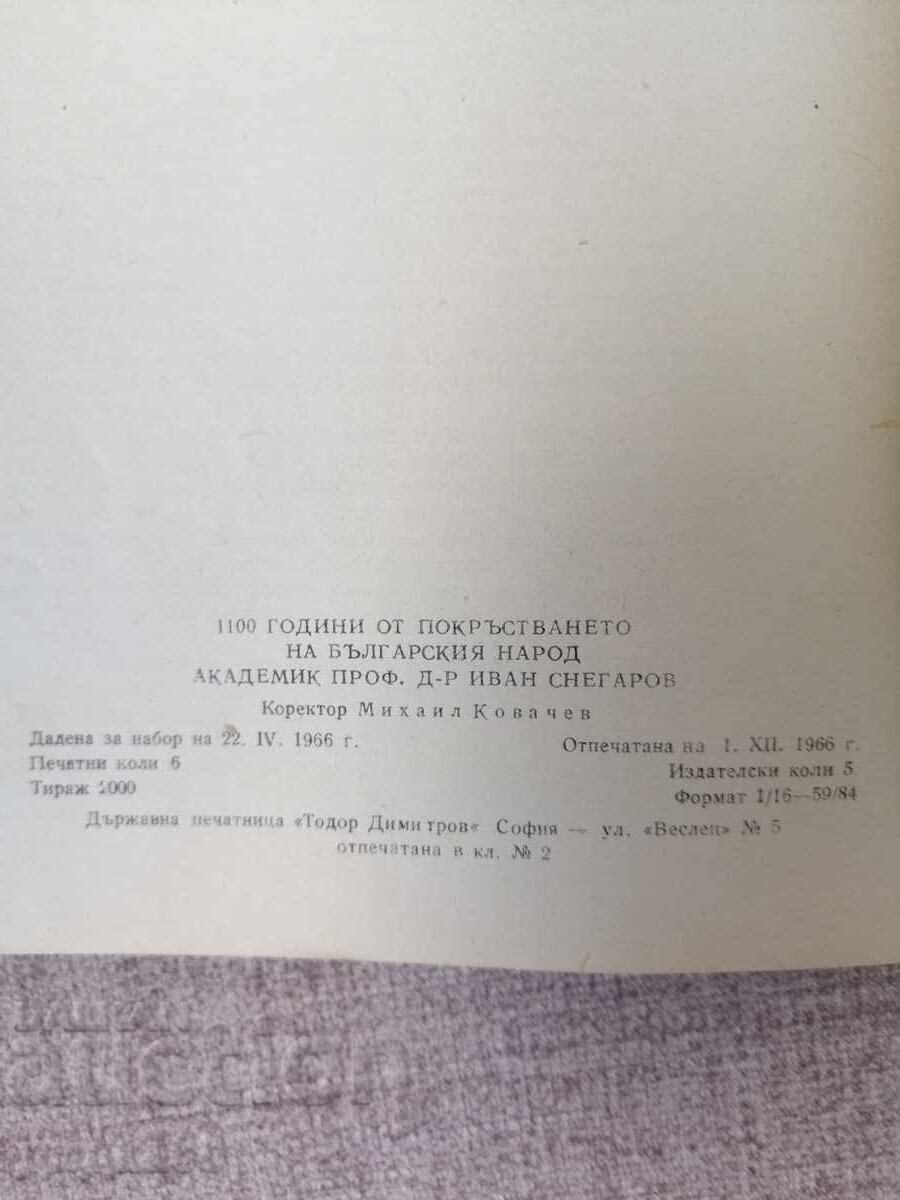 1100 ГОДИНИ ОТ ПОКРЪСТВАНЕТО
НА БЪЛГАРСКИЯ НАРОД
АКАДЕМИК ПРОФ. Д-Р ИВАН СНЕГАРОВ
Коректор Михаил Ковачев
Дадена за набор на 22. IV. 1966 г.
Отпечатана на 1. XII. 1966 г.
Печатни коли 6
Издателски коли 5
Тираж 2000
Формат 1/16—59/84
Държавна печатница «Тодор Димитров« София — ул. «Веслец» № 5
отпечатана в кл. № 2